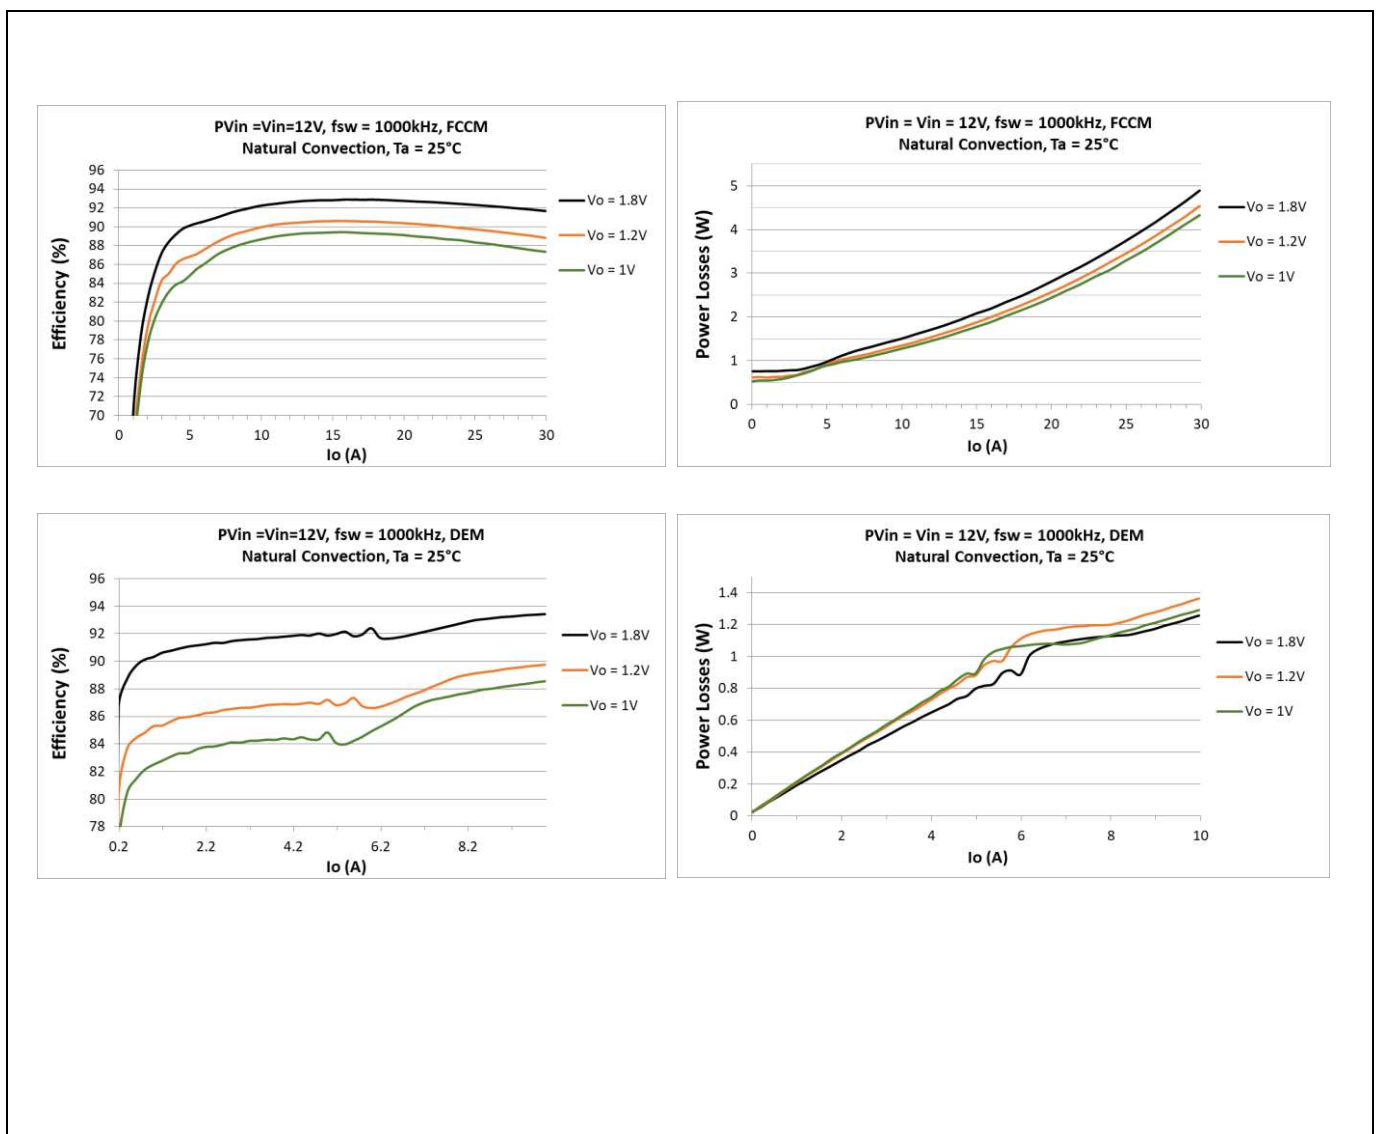 PVin =Vin=12V, fsw = 1000kHz, FCCM
Natural Convection, Ta = 25°C
Efficiency (%)
96
94
92
90
88
86
84
82
80
78
76
74
72
70
0 5 10 15 20 25 30
Io (A)
Vo = 1.8V
Vo = 1.2V
Vo = 1V
PVin = Vin = 12V, fsw = 1000kHz, FCCM
Natural Convection, Ta = 25°C
Power Losses (W)
5
4
3
2
1
0
0 5 10 15 20 25 30
Io (A)
Vo = 1.8V
Vo = 1.2V
Vo = 1V
PVin =Vin=12V, fsw = 1000kHz, DEM
Natural Convection, Ta = 25°C
Efficiency (%)
96
94
92
90
88
86
84
82
80
78
0.2 2.2 4.2 6.2 8.2
Io (A)
Vo = 1.8V
Vo = 1.2V
Vo = 1V
PVin = Vin = 12V, fsw = 1000kHz, DEM
Natural Convection, Ta = 25°C
Power Losses (W)
1.4
1.2
1
0.8
0.6
0.4
0.2
0
0 2 4 6 8 10
Io (A)
Vo = 1.8V
Vo = 1.2V
Vo = 1V